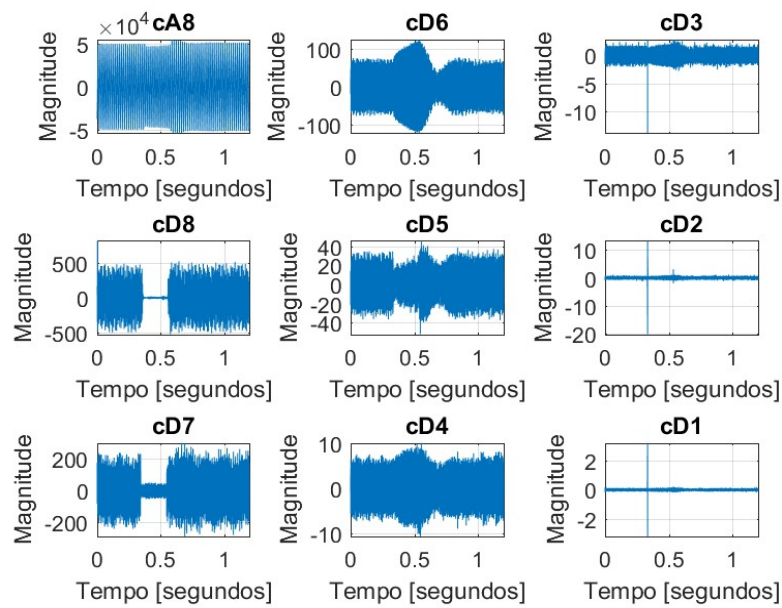 ×10⁴ cA8
Magnitude
5
0
-5
0 0.5 1
Tempo [segundos]
cD6
Magnitude
100
0
-100
0 0.5 1
Tempo [segundos]
cD3
Magnitude
0
-5
-10
0 0.5 1
Tempo [segundos]
cD8
Magnitude
500
0
-500
0 0.5 1
Tempo [segundos]
cD5
Magnitude
40
20
0
-20
-40
0 0.5 1
Tempo [segundos]
cD2
Magnitude
10
0
-10
-20
0 0.5 1
Tempo [segundos]
cD7
Magnitude
200
0
-200
0 0.5 1
Tempo [segundos]
cD4
Magnitude
10
0
-10
0 0.5 1
Tempo [segundos]
cD1
Magnitude
2
0
-2
0 0.5 1
Tempo [segundos]